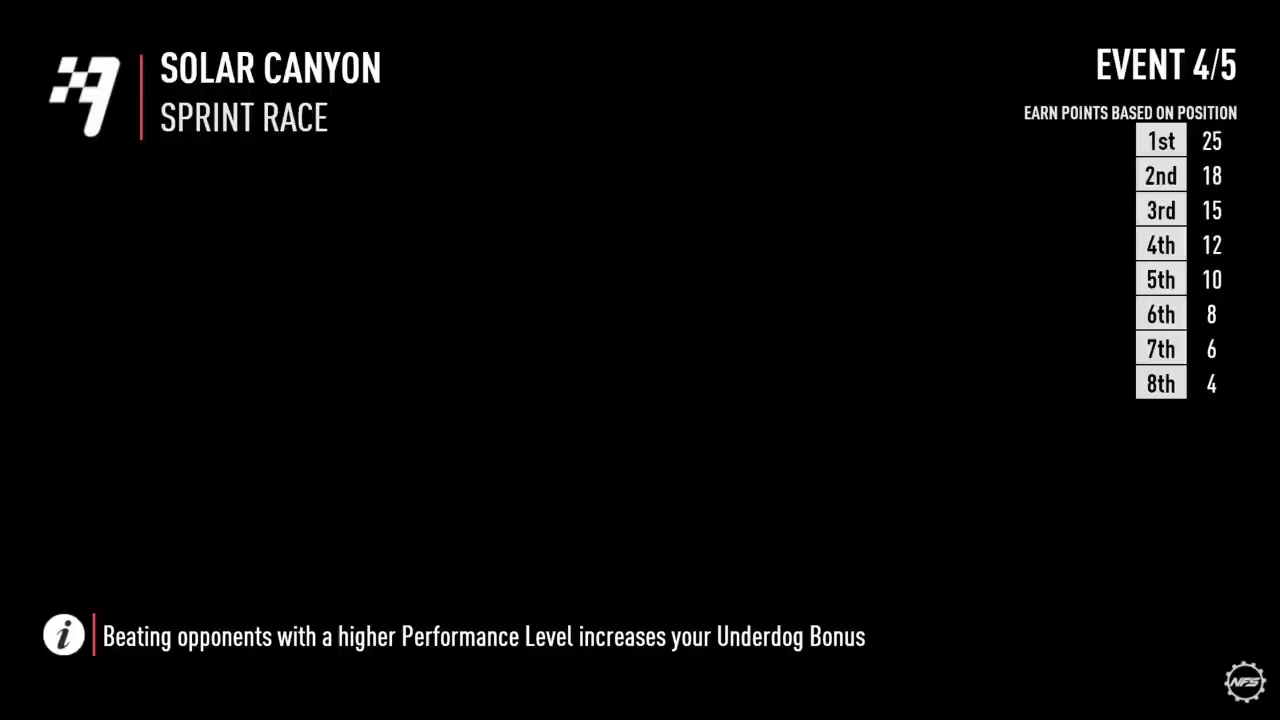 SOLAR CANYON
SPRINT RACE
EVENT 4/5
EARN POINTS BASED ON POSITION
1st 25
2nd 18
3rd 15
4th 12
5th 10
6th 8
7th 6
8th 4
i Beating opponents with a higher Performance Level increases your Underdog Bonus
NFS